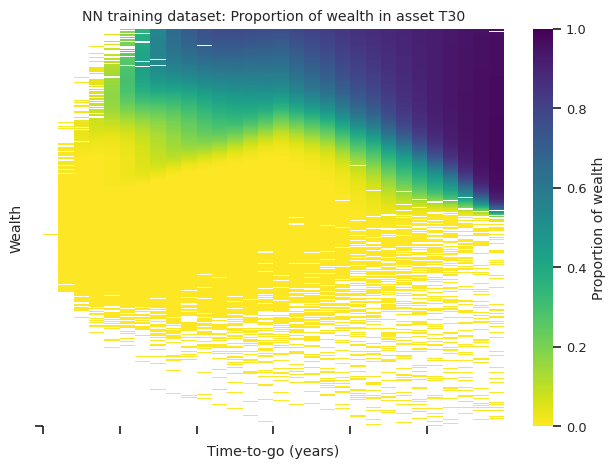 NN training dataset: Proportion of wealth in asset T30
Wealth
Time-to-go (years)
1.0
0.8
0.6
0.4
0.2
0.0
Proportion of wealth